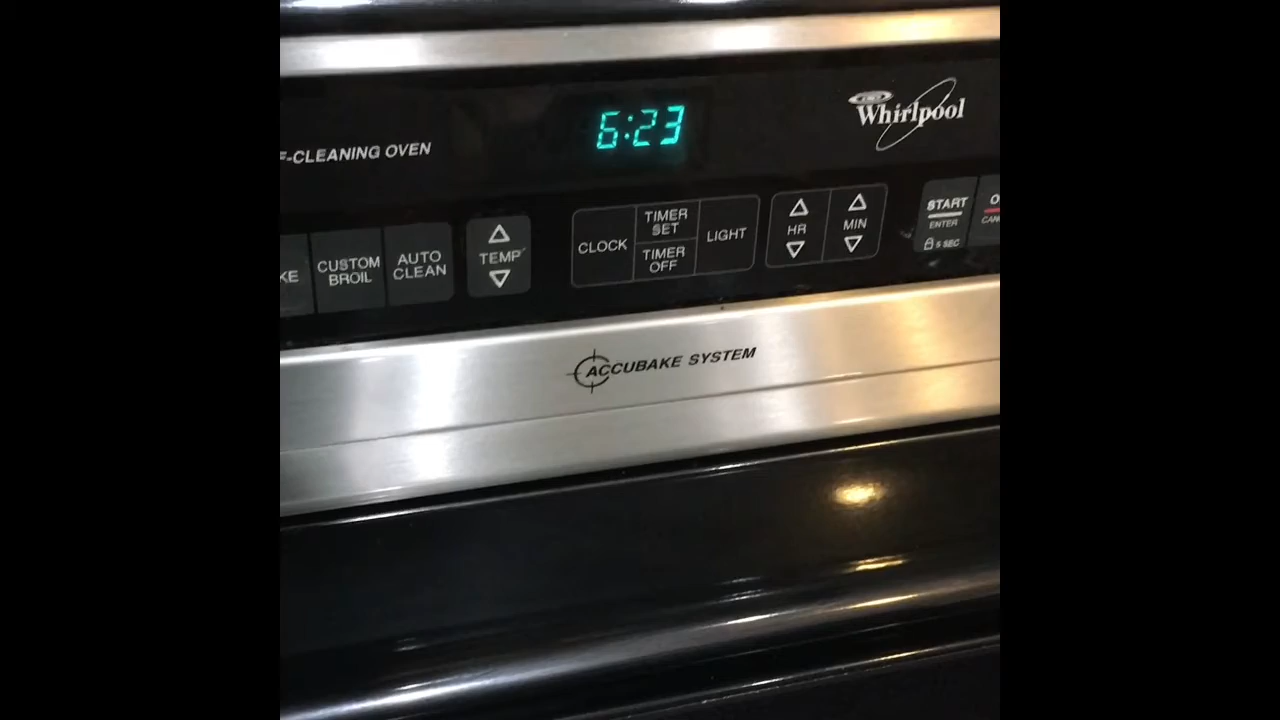 6:23
Whirlpool
F-CLEANING OVEN
KE
CUSTOM
BROIL
AUTO
CLEAN
TEMP
CLOCK
TIMER
SET
TIMER
OFF
LIGHT
HR
MIN
START
ENTER
5 SEC
O
CAN
ACCUBAKE SYSTEM